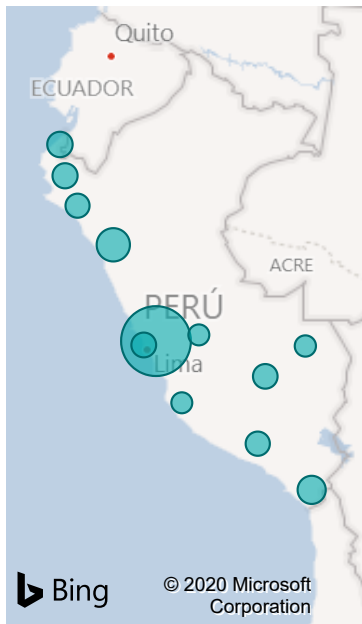 Quito
ECUADOR
ACRE
PERÚ
Lima
Bing
© 2020 Microsoft
Corporation